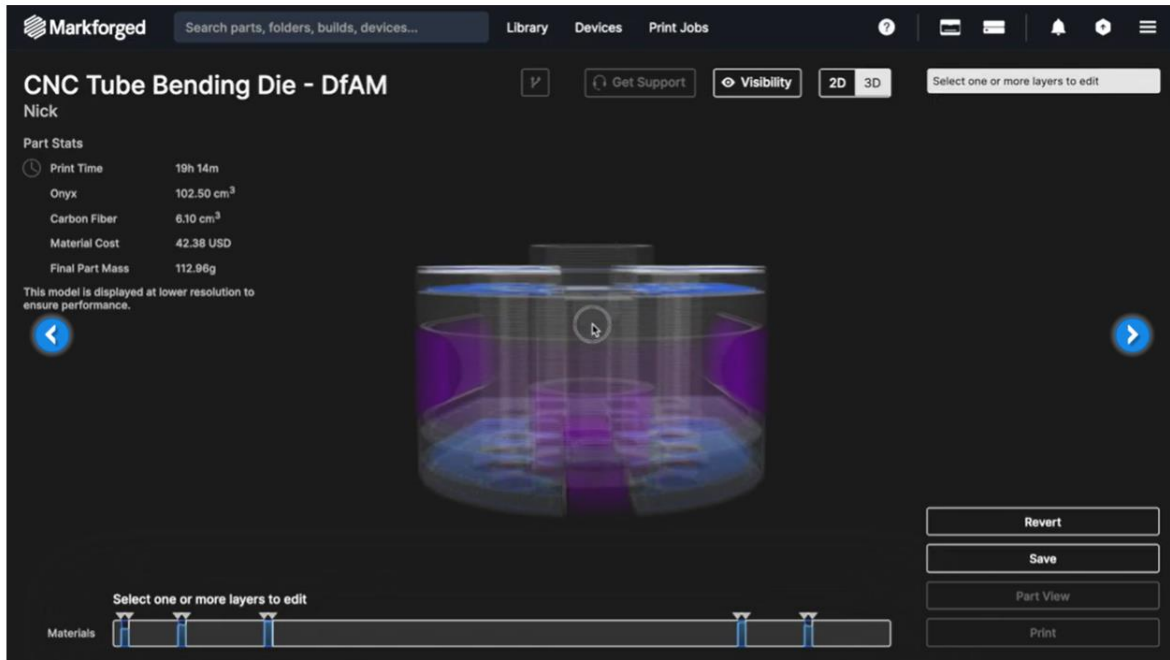 Markforged
Search parts, folders, builds, devices...
Library
Devices
Print Jobs
?
CNC Tube Bending Die - DfAM
Nick
Get Support
Visibility
2D
3D
Select one or more layers to edit
Part Stats
Print Time 19h 14m
Onyx 102.50 cm³
Carbon Fiber 6.10 cm³
Material Cost 42.38 USD
Final Part Mass 112.96g
This model is displayed at lower resolution to
ensure performance.
Revert
Save
Part View
Print
Select one or more layers to edit
Materials